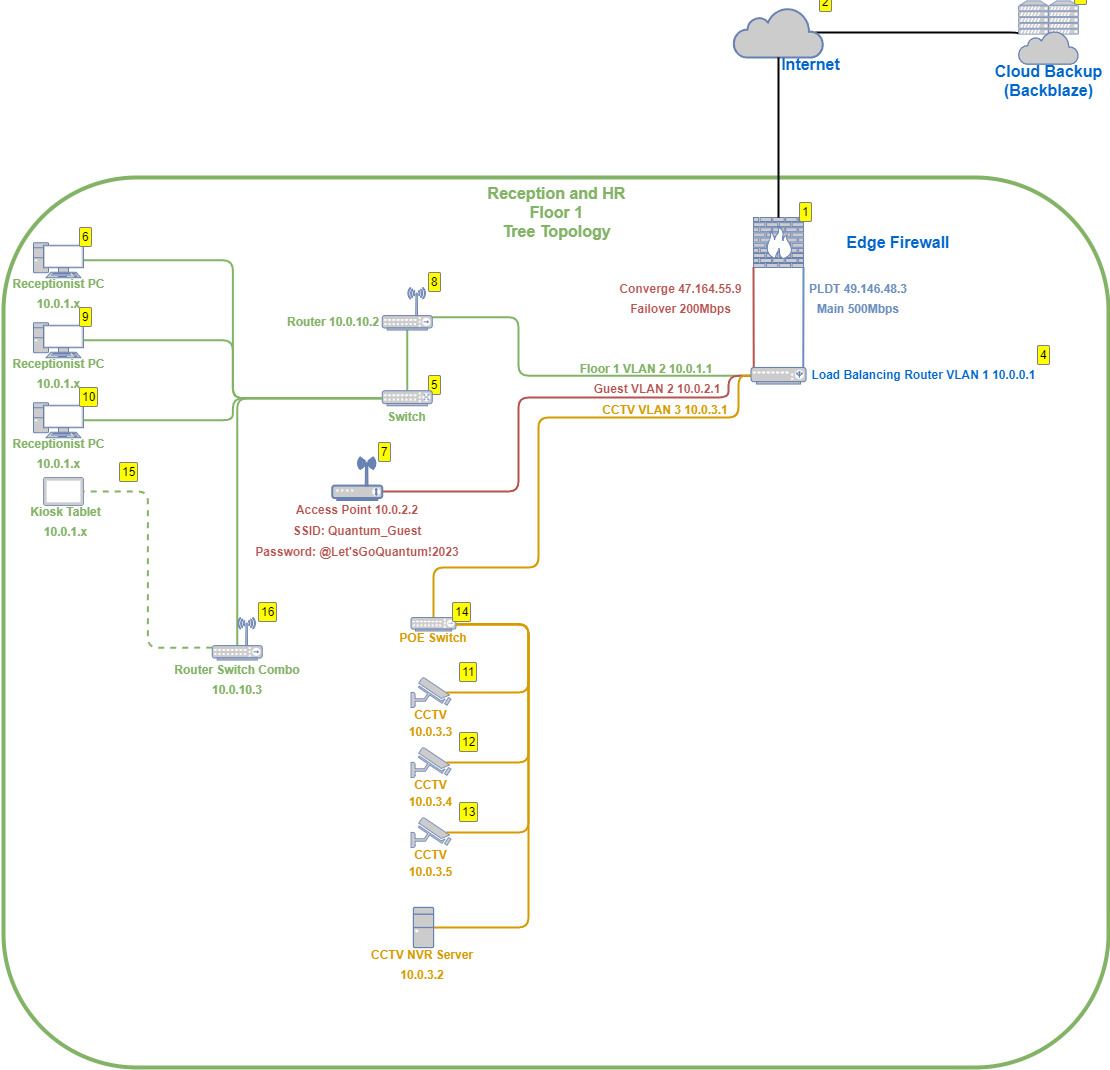 2
Internet
Cloud Backup
(Backblaze)
Reception and HR
Floor 1
Tree Topology
1
Edge Firewall
Converge 47.164.55.9
Failover 200Mbps
PLDT 49.146.48.3
Main 500Mbps
4
Load Balancing Router VLAN 1 10.0.0.1
Floor 1 VLAN 2 10.0.1.1
Guest VLAN 2 10.0.2.1
CCTV VLAN 3 10.0.3.1
6
Receptionist PC
10.0.1.x
9
Receptionist PC
10.0.1.x
10
Receptionist PC
10.0.1.x
15
Kiosk Tablet
10.0.1.x
8
Router 10.0.10.2
5
Switch
7
Access Point 10.0.2.2
SSID: Quantum_Guest
Password: @Let'sGoQuantum!2023
16
Router Switch Combo
10.0.10.3
14
POE Switch
11
CCTV
10.0.3.3
12
CCTV
10.0.3.4
13
CCTV
10.0.3.5
CCTV NVR Server
10.0.3.2